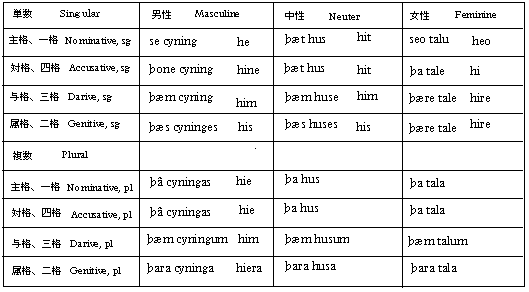 単数 Singular 男性 Masculine 中性 Neuter 女性 Feminine
主格、一格 Nominative, sg se cyning he þæt hus hit seo talu heo
対格、四格 Accusative, sg þone cyning hine þæt hus hit þa tale hi
与格、三格 Darive, sg þæm cyning him þæm huse him þære tale hire
属格、二格 Genitive, sg þæs cyninges his þæs huses his þære tale hire
複数 Plural
主格、一格 Nominative, pl þâ cyningas hie þa hus þa tala
対格、四格 Accusative, pl þâ cyningas hie þa hus þa tala
与格、三格 Darive, pl þæm cyningum him þæm husum þæm talum
属格、二格 Genitive, pl þara cyninga hiera þara husa þara tala